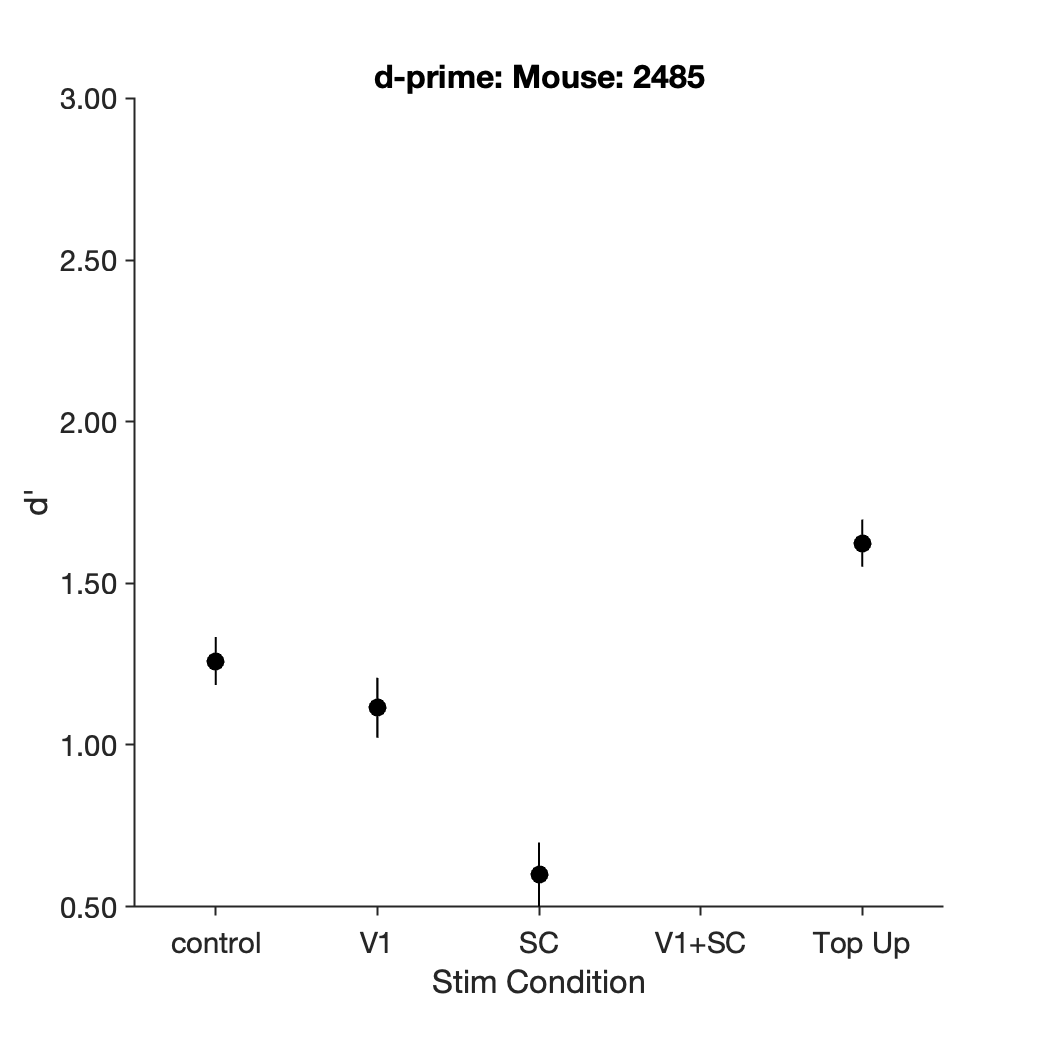 d-prime: Mouse: 2485
3.00
2.50
2.00
1.50
1.00
0.50
d'
control V1 SC V1+SC Top Up
Stim Condition